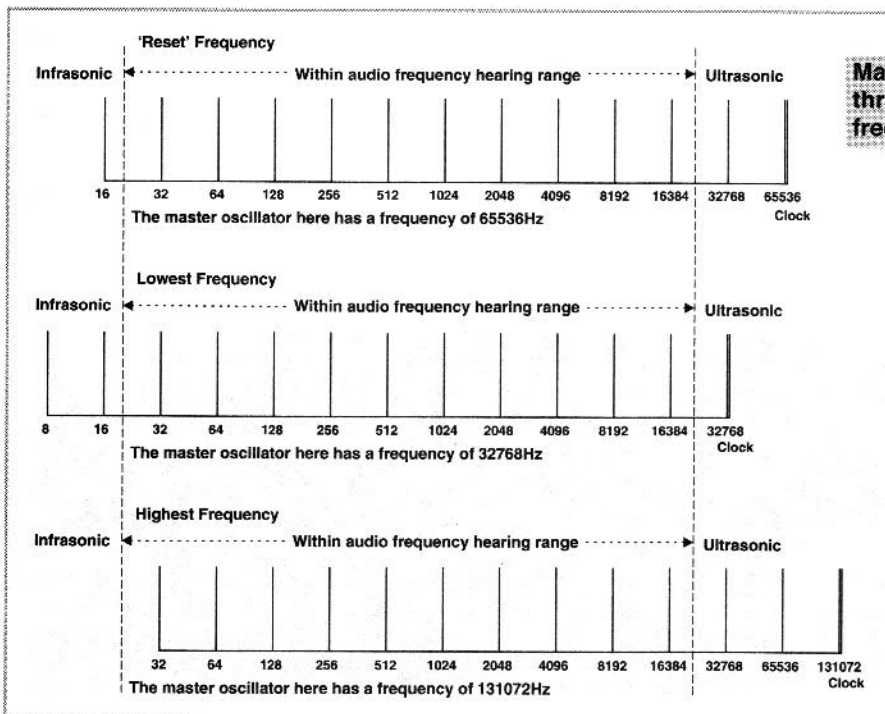 'Reset' Frequency
Infrasonic Within audio frequency hearing range Ultrasonic
16 32 64 128 256 512 1024 2048 4096 8192 16384 32768 65536
Clock
The master oscillator here has a frequency of 65536Hz
Lowest Frequency
Infrasonic Within audio frequency hearing range Ultrasonic
8 16 32 64 128 256 512 1024 2048 4096 8192 16384 32768
Clock
The master oscillator here has a frequency of 32768Hz
Highest Frequency
Infrasonic Within audio frequency hearing range Ultrasonic
32 64 128 256 512 1024 2048 4096 8192 16384 32768 65536 131072
Clock
The master oscillator here has a frequency of 131072Hz